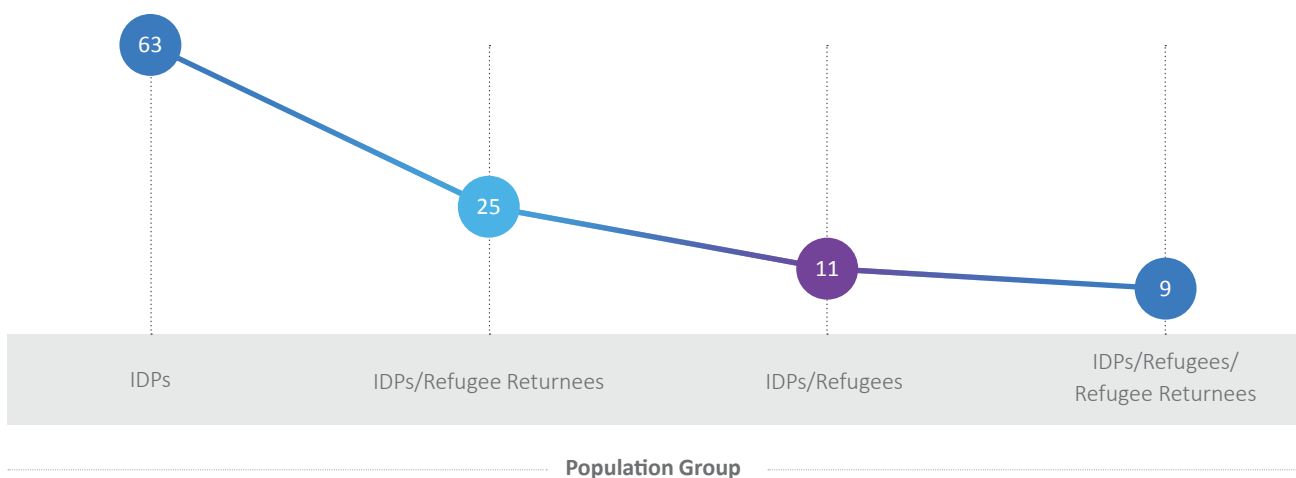 63
25
11
9
IDPs
IDPs/Refugee Returnees
IDPs/Refugees
IDPs/Refugees/
Refugee Returnees
Population Group